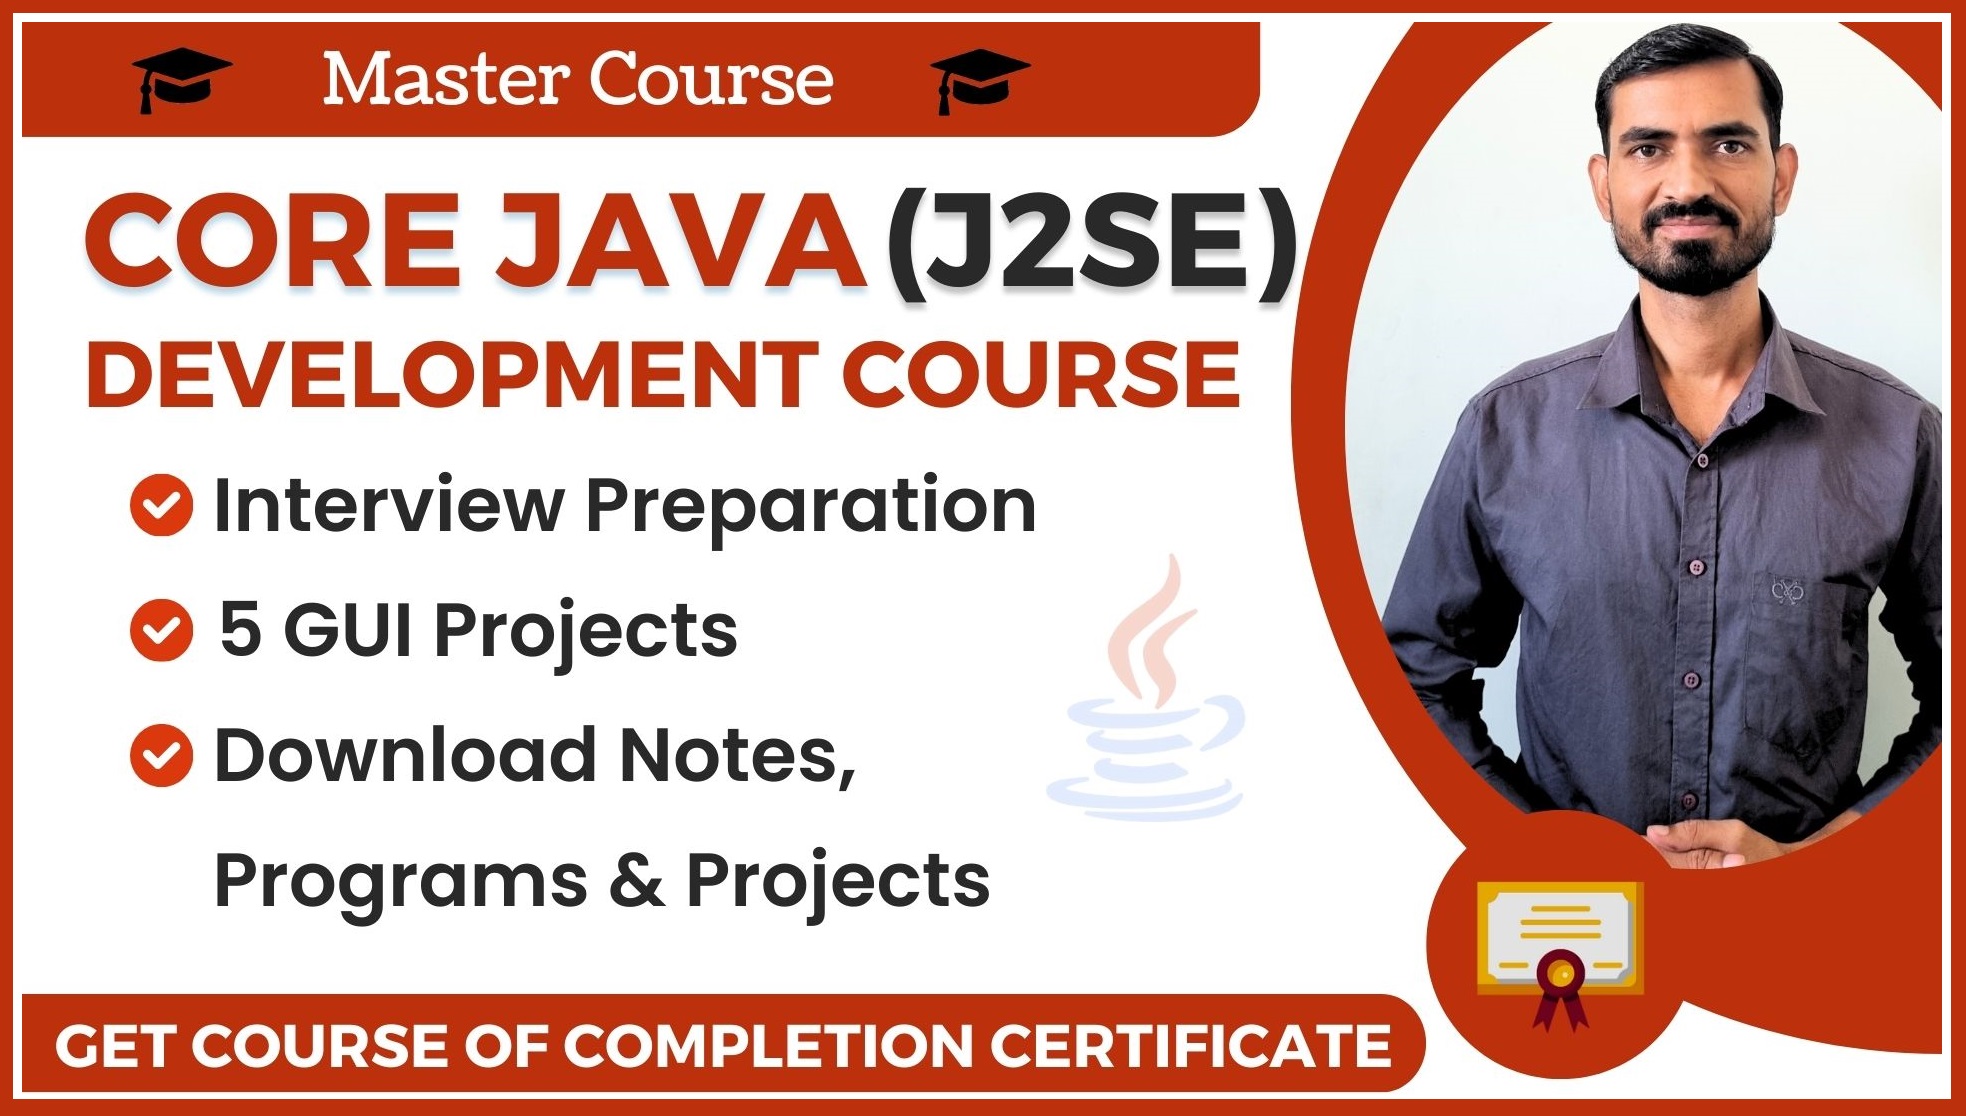 Master Course
CORE JAVA (J2SE)
DEVELOPMENT COURSE
Interview Preparation
5 GUI Projects
Download Notes,
Programs & Projects
GET COURSE OF COMPLETION CERTIFICATE